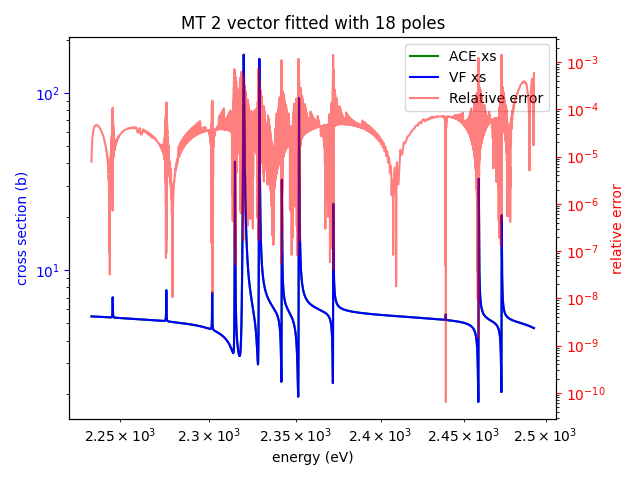 MT 2 vector fitted with 18 poles
ACE xs
VF xs
Relative error
cross section (b)
10²
10¹
relative error
10⁻³
10⁻⁴
10⁻⁵
10⁻⁶
10⁻⁷
10⁻⁸
10⁻⁹
10⁻¹⁰
2.25 × 10³ 2.3 × 10³ 2.35 × 10³ 2.4 × 10³ 2.45 × 10³ 2.5 × 10³
energy (eV)